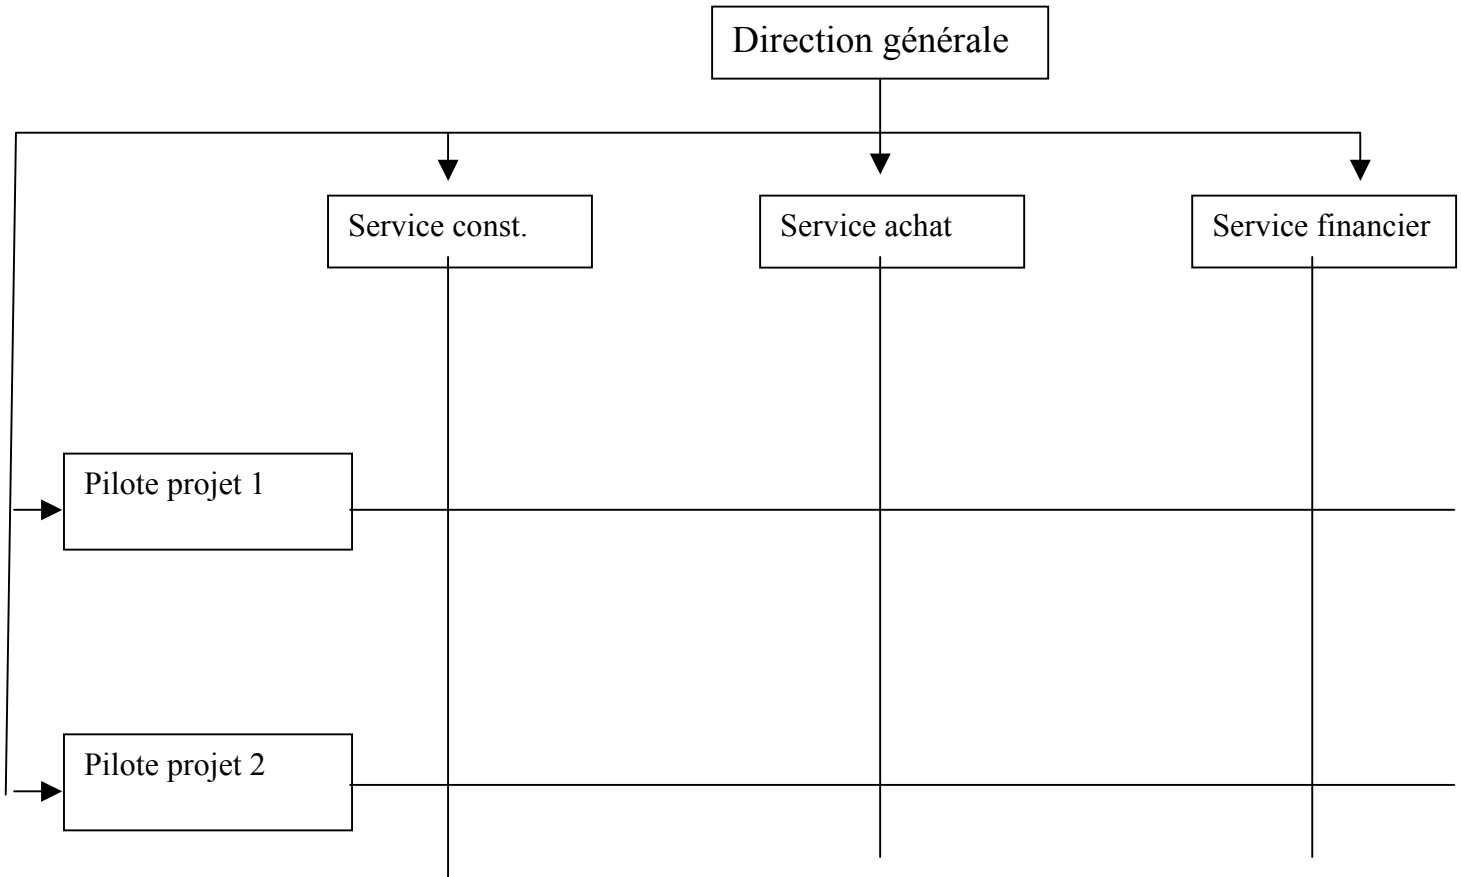 Direction générale
Service const.
Service achat
Service financier
Pilote projet 1
Pilote projet 2